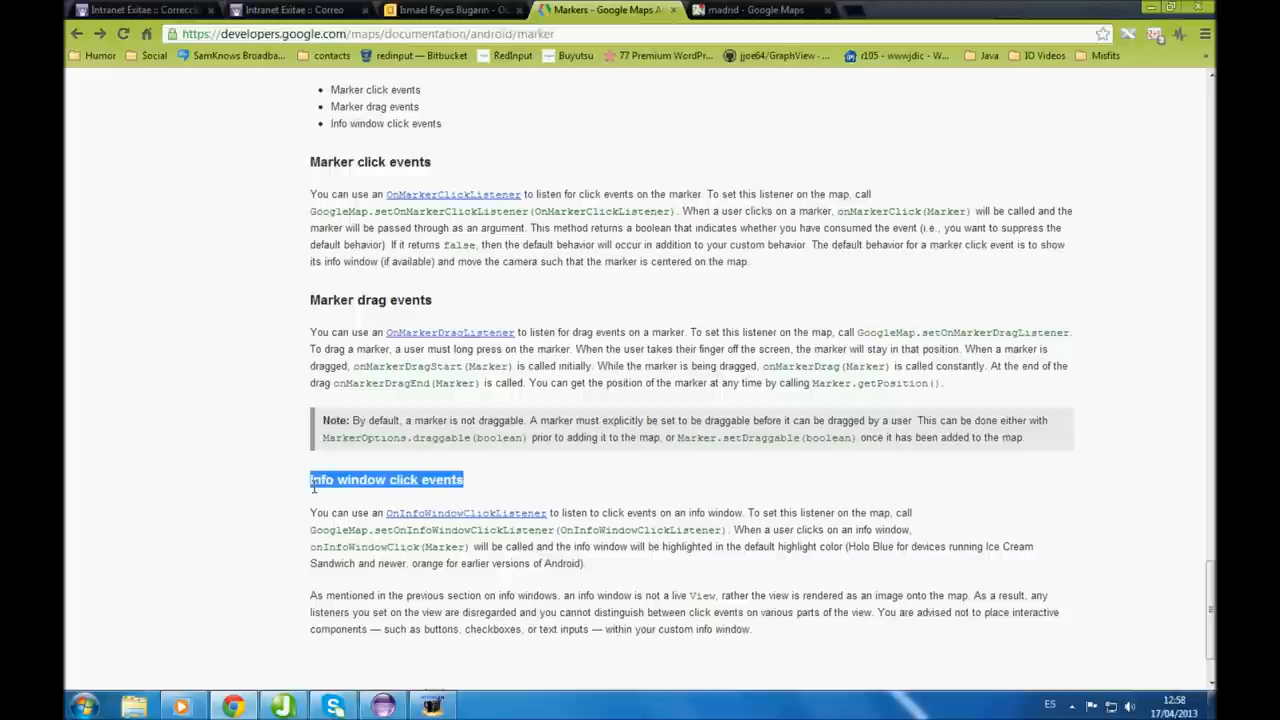 Intranet Exitae :: Correcció
Intranet Exitae :: Correo
Ismael Reyes Bugarin - O
Markers - Google Maps A
madrid - Google Maps
https://developers.google.com/maps/documentation/android/marker
Humor
Social
SamKnows Broadba...
contacts
redinput — Bitbucket
RedInput
Buyutsu
77 Premium WordPr...
jjoe64/GraphView · ...
r105 - wwwjdic - W...
Java
IO Videos
Misfits
»
• Marker click events
• Marker drag events
• Info window click events
Marker click events
You can use an OnMarkerClickListener to listen for click events on the marker. To set this listener on the map, call
GoogleMap.setOnMarkerClickListener(OnMarkerClickListener). When a user clicks on a marker, onMarkerClick(Marker) will be called and the
marker will be passed through as an argument. This method returns a boolean that indicates whether you have consumed the event (i.e., you want to suppress the
default behavior). If it returns false, then the default behavior will occur in addition to your custom behavior. The default behavior for a marker click event is to show
its info window (if available) and move the camera such that the marker is centered on the map.
Marker drag events
You can use an OnMarkerDragListener to listen for drag events on a marker. To set this listener on the map, call GoogleMap.setOnMarkerDragListener.
To drag a marker, a user must long press on the marker. When the user takes their finger off the screen, the marker will stay in that position. When a marker is
dragged, onMarkerDragStart(Marker) is called initially. While the marker is being dragged, onMarkerDrag(Marker) is called constantly. At the end of the
drag onMarkerDragEnd(Marker) is called. You can get the position of the marker at any time by calling Marker.getPosition().
Note: By default, a marker is not draggable. A marker must explicitly be set to be draggable before it can be dragged by a user. This can be done either with
MarkerOptions.draggable(boolean) prior to adding it to the map, or Marker.setDraggable(boolean) once it has been added to the map.
Info window click events
You can use an OnInfoWindowClickListener to listen to click events on an info window. To set this listener on the map, call
GoogleMap.setOnInfoWindowClickListener(OnInfoWindowClickListener). When a user clicks on an info window,
onInfoWindowClick(Marker) will be called and the info window will be highlighted in the default highlight color (Holo Blue for devices running Ice Cream
Sandwich and newer, orange for earlier versions of Android).
As mentioned in the previous section on info windows, an info window is not a live View, rather the view is rendered as an image onto the map. As a result, any
listeners you set on the view are disregarded and you cannot distinguish between click events on various parts of the view. You are advised not to place interactive
components — such as buttons, checkboxes, or text inputs — within your custom info window.
ES
12:58
17/04/2013